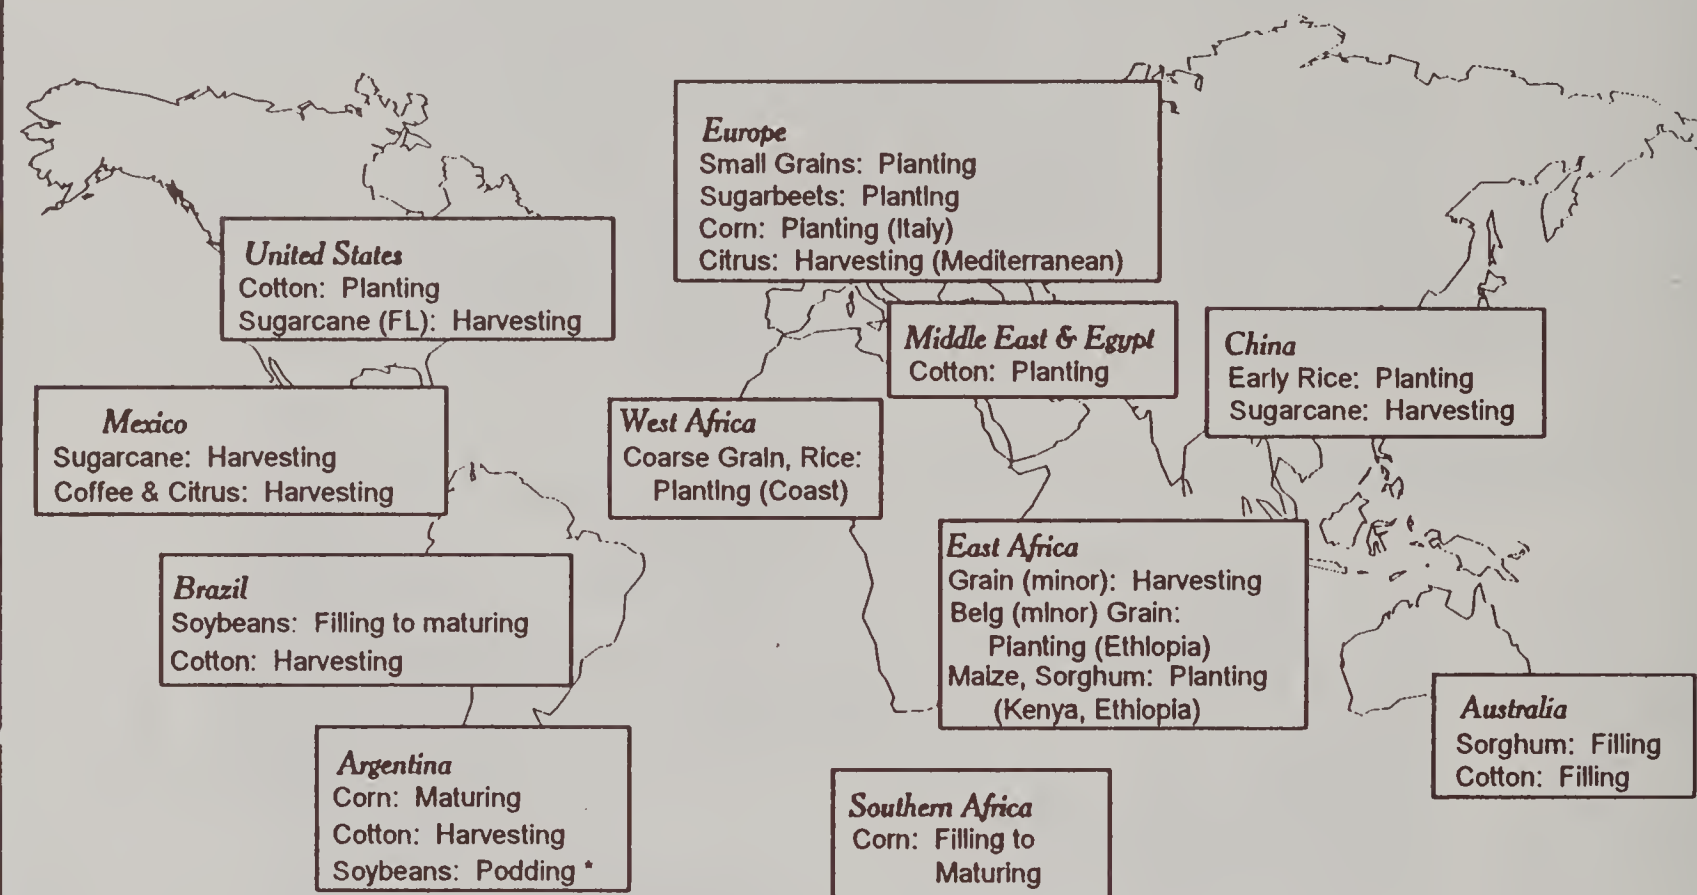 Europe
Small Grains: Planting
Sugarbeets: Planting
Corn: Planting (Italy)
Citrus: Harvesting (Mediterranean)
United States
Cotton: Planting
Sugarcane (FL): Harvesting
Middle East & Egypt
Cotton: Planting
China
Early Rice: Planting
Sugarcane: Harvesting
Mexico
Sugarcane: Harvesting
Coffee & Citrus: Harvesting
West Africa
Coarse Grain, Rice:
Planting (Coast)
East Africa
Grain (minor): Harvesting
Belg (minor) Grain:
Planting (Ethiopia)
Maize, Sorghum: Planting
(Kenya, Ethiopia)
Brazil
Soybeans: Filling to maturing
Cotton: Harvesting
Australia
Sorghum: Filling
Cotton: Filling
Argentina
Corn: Maturing
Cotton: Harvesting
Soybeans: Podding *
Southern Africa
Corn: Filling to
Maturing